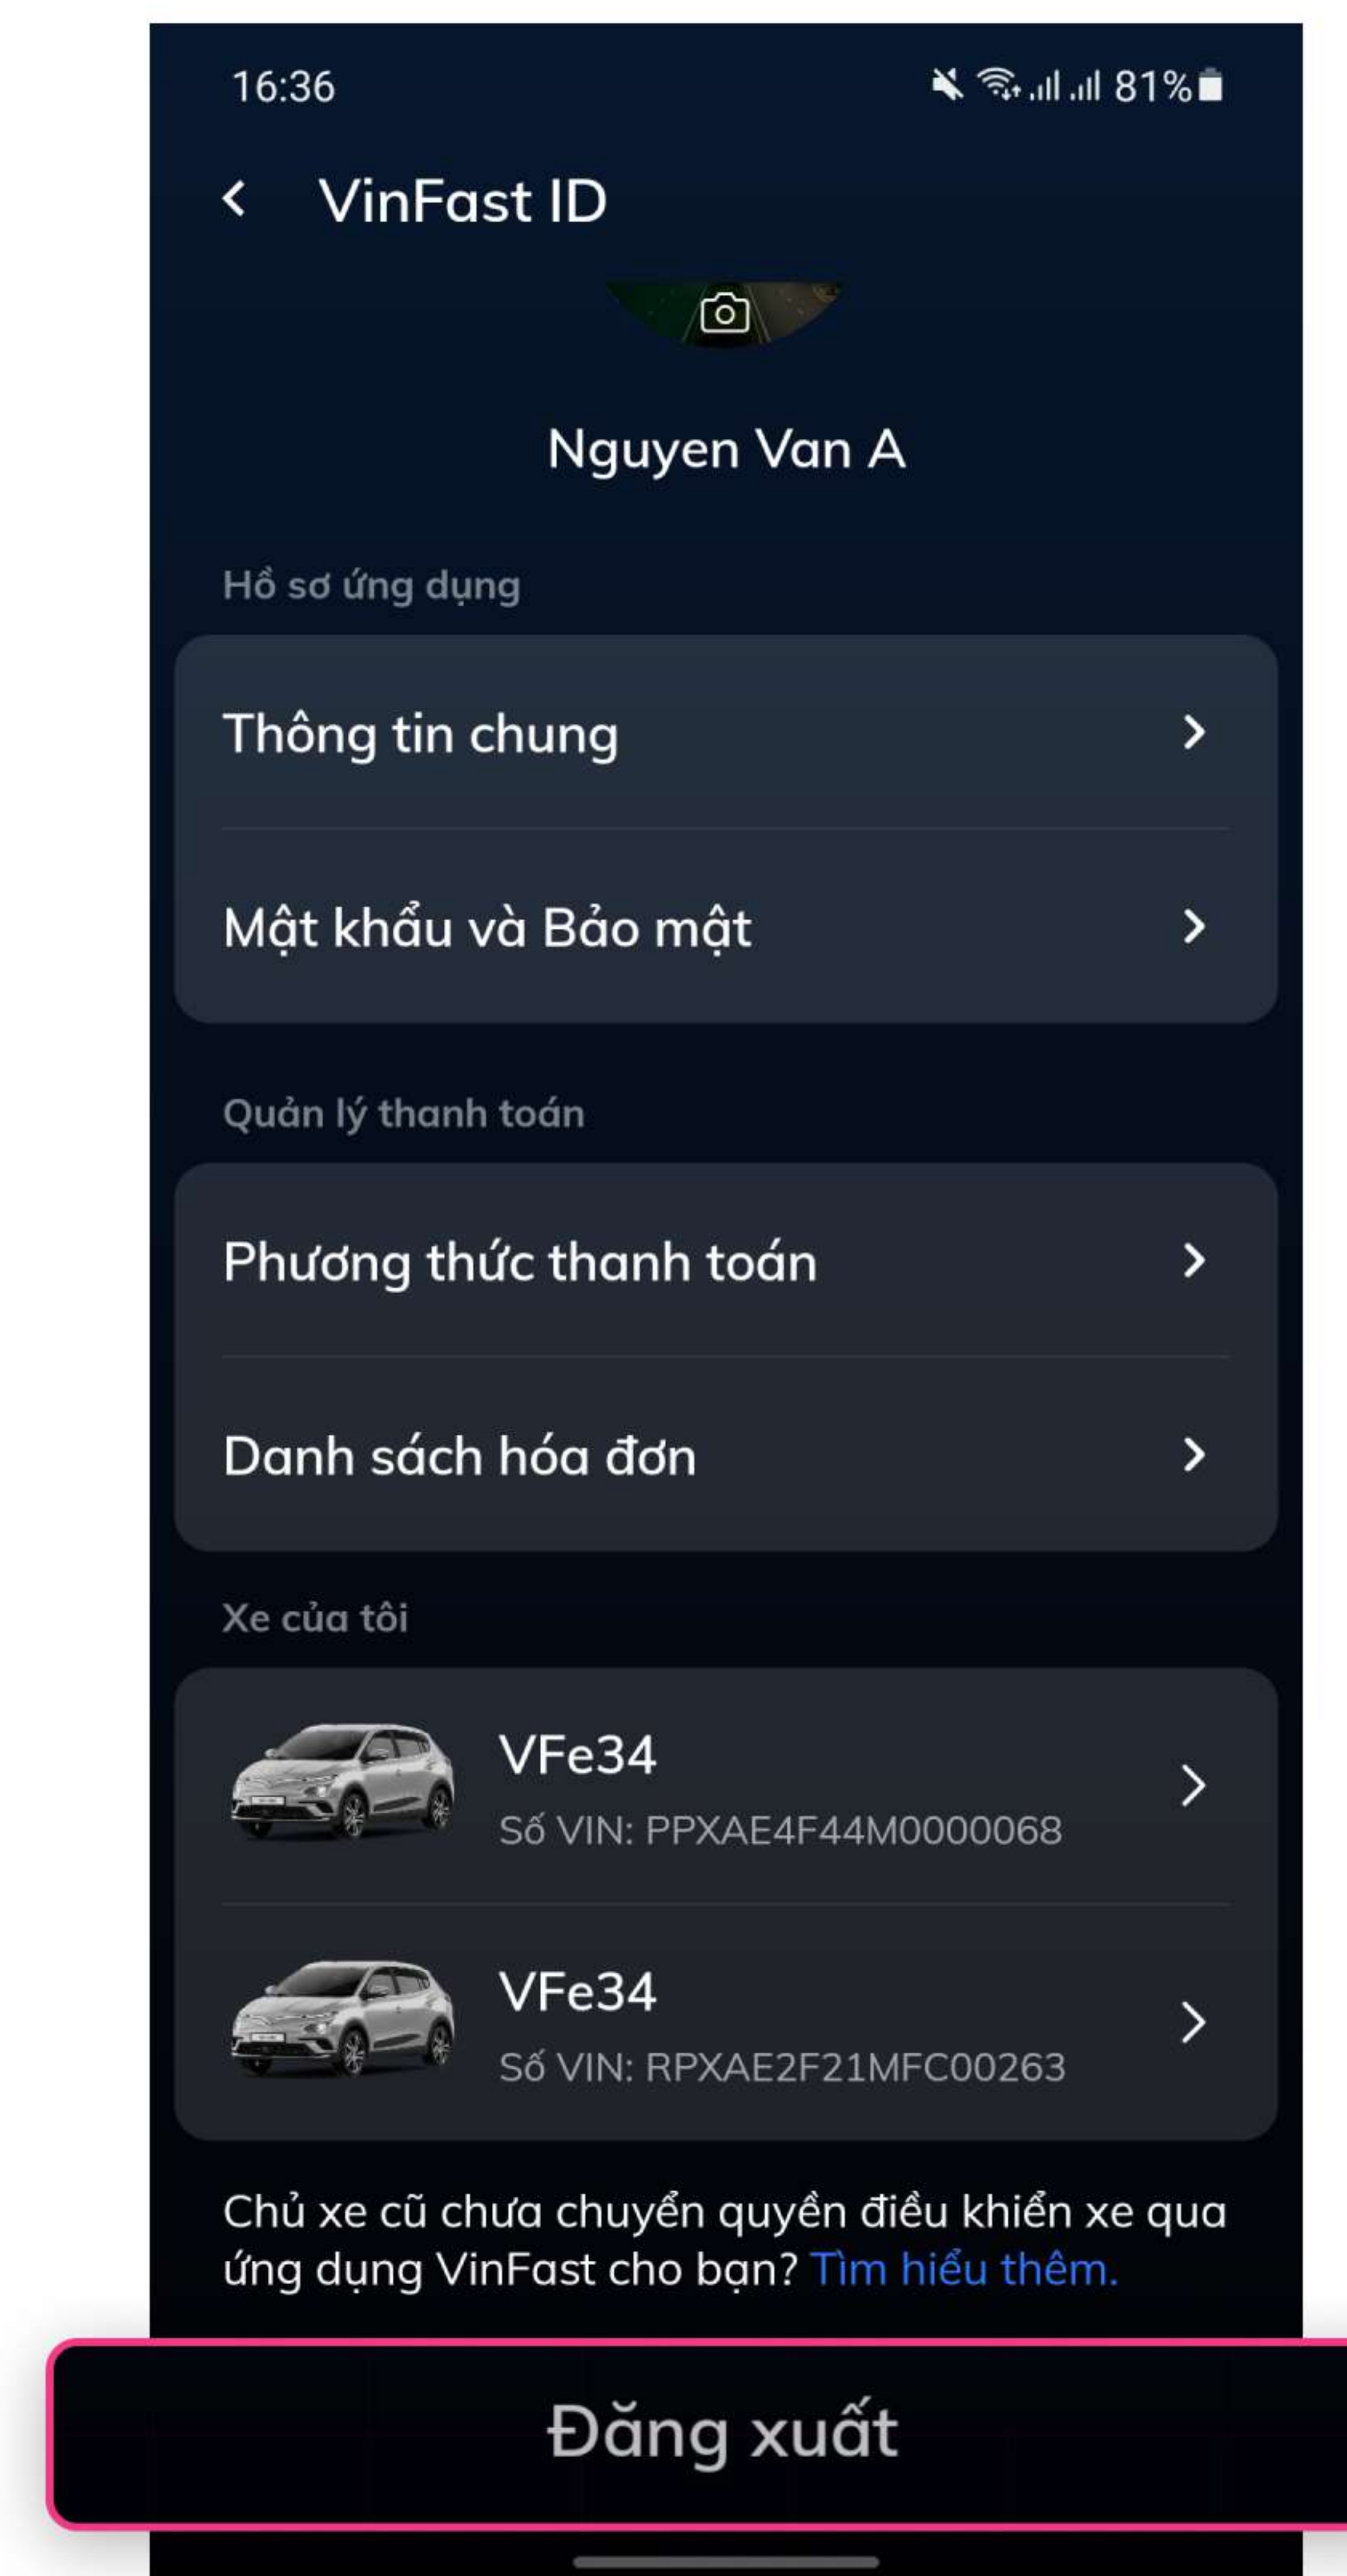 16:36
81%
VinFast ID
Nguyen Van A
Hồ sơ ứng dụng
Thông tin chung
Mật khẩu và Bảo mật
Quản lý thanh toán
Phương thức thanh toán
Danh sách hóa đơn
Xe của tôi
VFe34
Số VIN: PPXAE4F44M0000068
VFe34
Số VIN: RPXAE2F21MFC00263
Chủ xe cũ chưa chuyển quyền điều khiển xe qua
ứng dụng VinFast cho bạn? Tìm hiểu thêm.
Đăng xuất